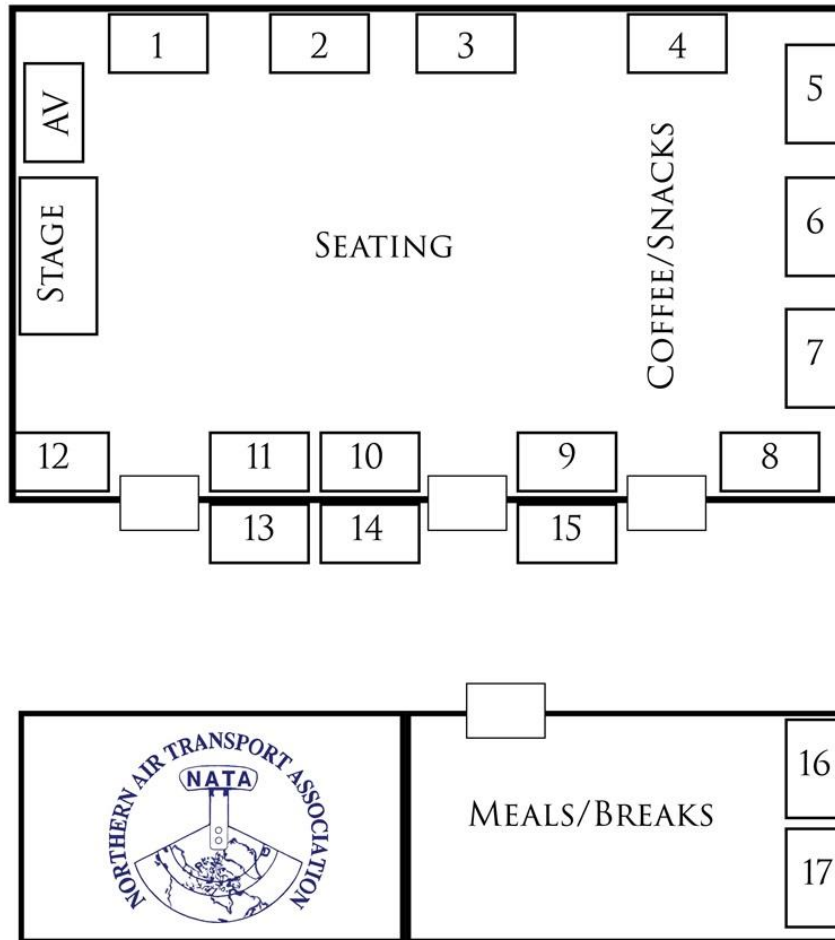 1
2
3
4
5
AV
STAGE
SEATING
COFFEE/SNACKS
6
7
12
11
10
9
8
13
14
15
NORTHERN AIR TRANSPORT ASSOCIATION
NATA
MEALS/BREAKS
16
17